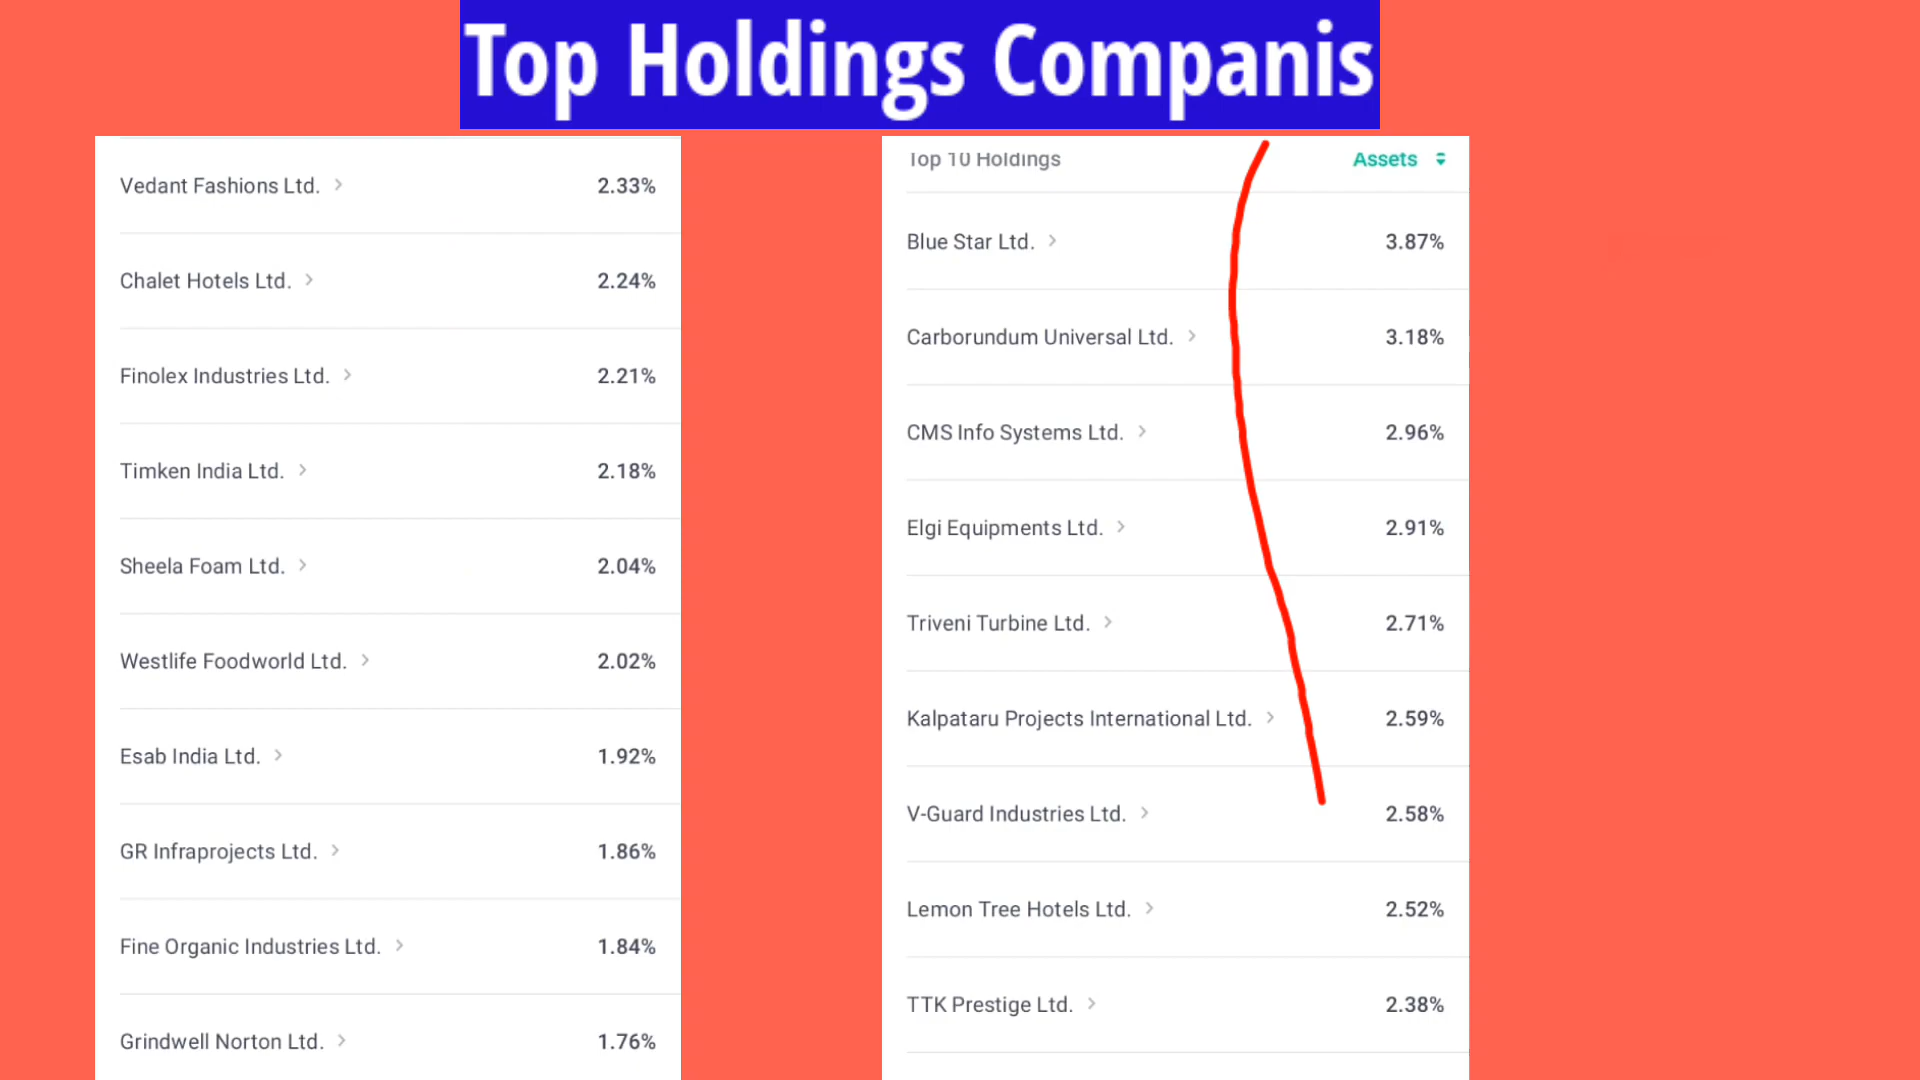 Top Holdings Companis
Vedant Fashions Ltd. 2.33%
Chalet Hotels Ltd. 2.24%
Finolex Industries Ltd. 2.21%
Timken India Ltd. 2.18%
Sheela Foam Ltd. 2.04%
Westlife Foodworld Ltd. 2.02%
Esab India Ltd. 1.92%
GR Infraprojects Ltd. 1.86%
Fine Organic Industries Ltd. 1.84%
Grindwell Norton Ltd. 1.76%
Top 10 Holdings Assets
Blue Star Ltd. 3.87%
Carborundum Universal Ltd. 3.18%
CMS Info Systems Ltd. 2.96%
Elgi Equipments Ltd. 2.91%
Triveni Turbine Ltd. 2.71%
Kalpataru Projects International Ltd. 2.59%
V-Guard Industries Ltd. 2.58%
Lemon Tree Hotels Ltd. 2.52%
TTK Prestige Ltd. 2.38%